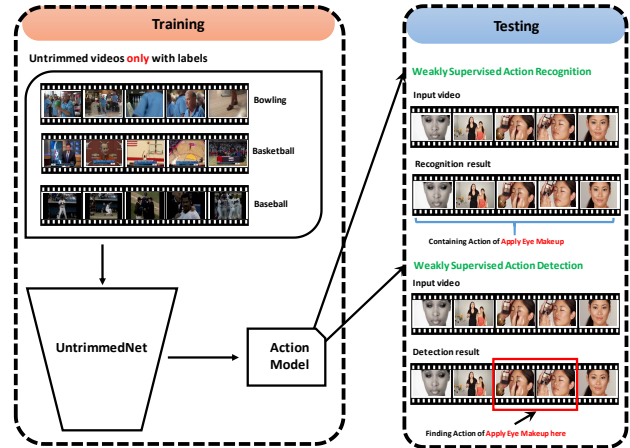 Training
Untrimmed videos only with labels
Bowling
Basketball
Baseball
UntrimmedNet
Action
Model
Testing
Weakly Supervised Action Recognition
Input video
Recognition result
Containing Action of Apply Eye Makeup
Weakly Supervised Action Detection
Input video
Detection result
Finding Action of Apply Eye Makeup here